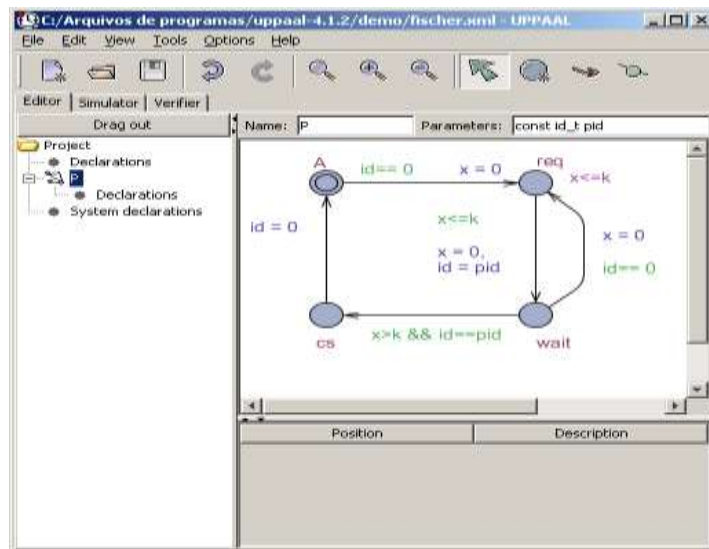 C:/Arquivos de programas/uppaal-4.1.2/demo/fischer.xml - UPPAAL
File Edit View Tools Options Help
Editor Simulator Verifier
Drag out
Name: P Parameters: const id_t pid
Project
Declarations
P
Declarations
System declarations
A id== 0 x = 0 req
x<=k
id = 0 x<=k
x = 0,
id = pid
x = 0
id== 0
cs x>k && id==pid wait
Position Description